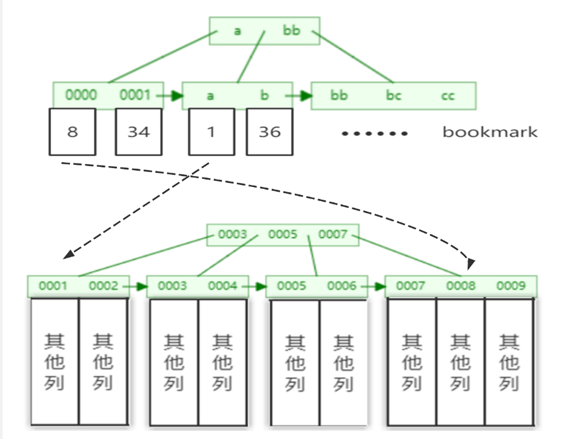 a bb
0000 0001 a b bb bc cc
8 34 1 36 bookmark
0003 0005 0007
0001 0002 0003 0004 0005 0006 0007 0008 0009
其他列 其他列 其他列 其他列 其他列 其他列 其他列 其他列 其他列